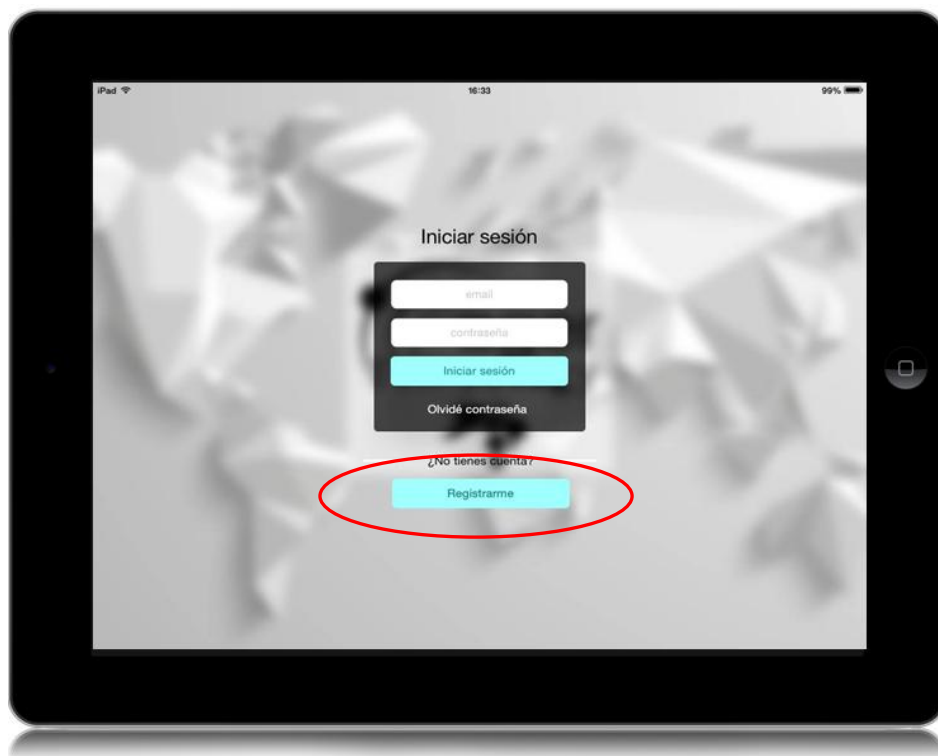 iPad 16:33 99%
Iniciar sesión
email
contraseña
Iniciar sesión
Olvidé contraseña
¿No tienes cuenta?
Registrarme